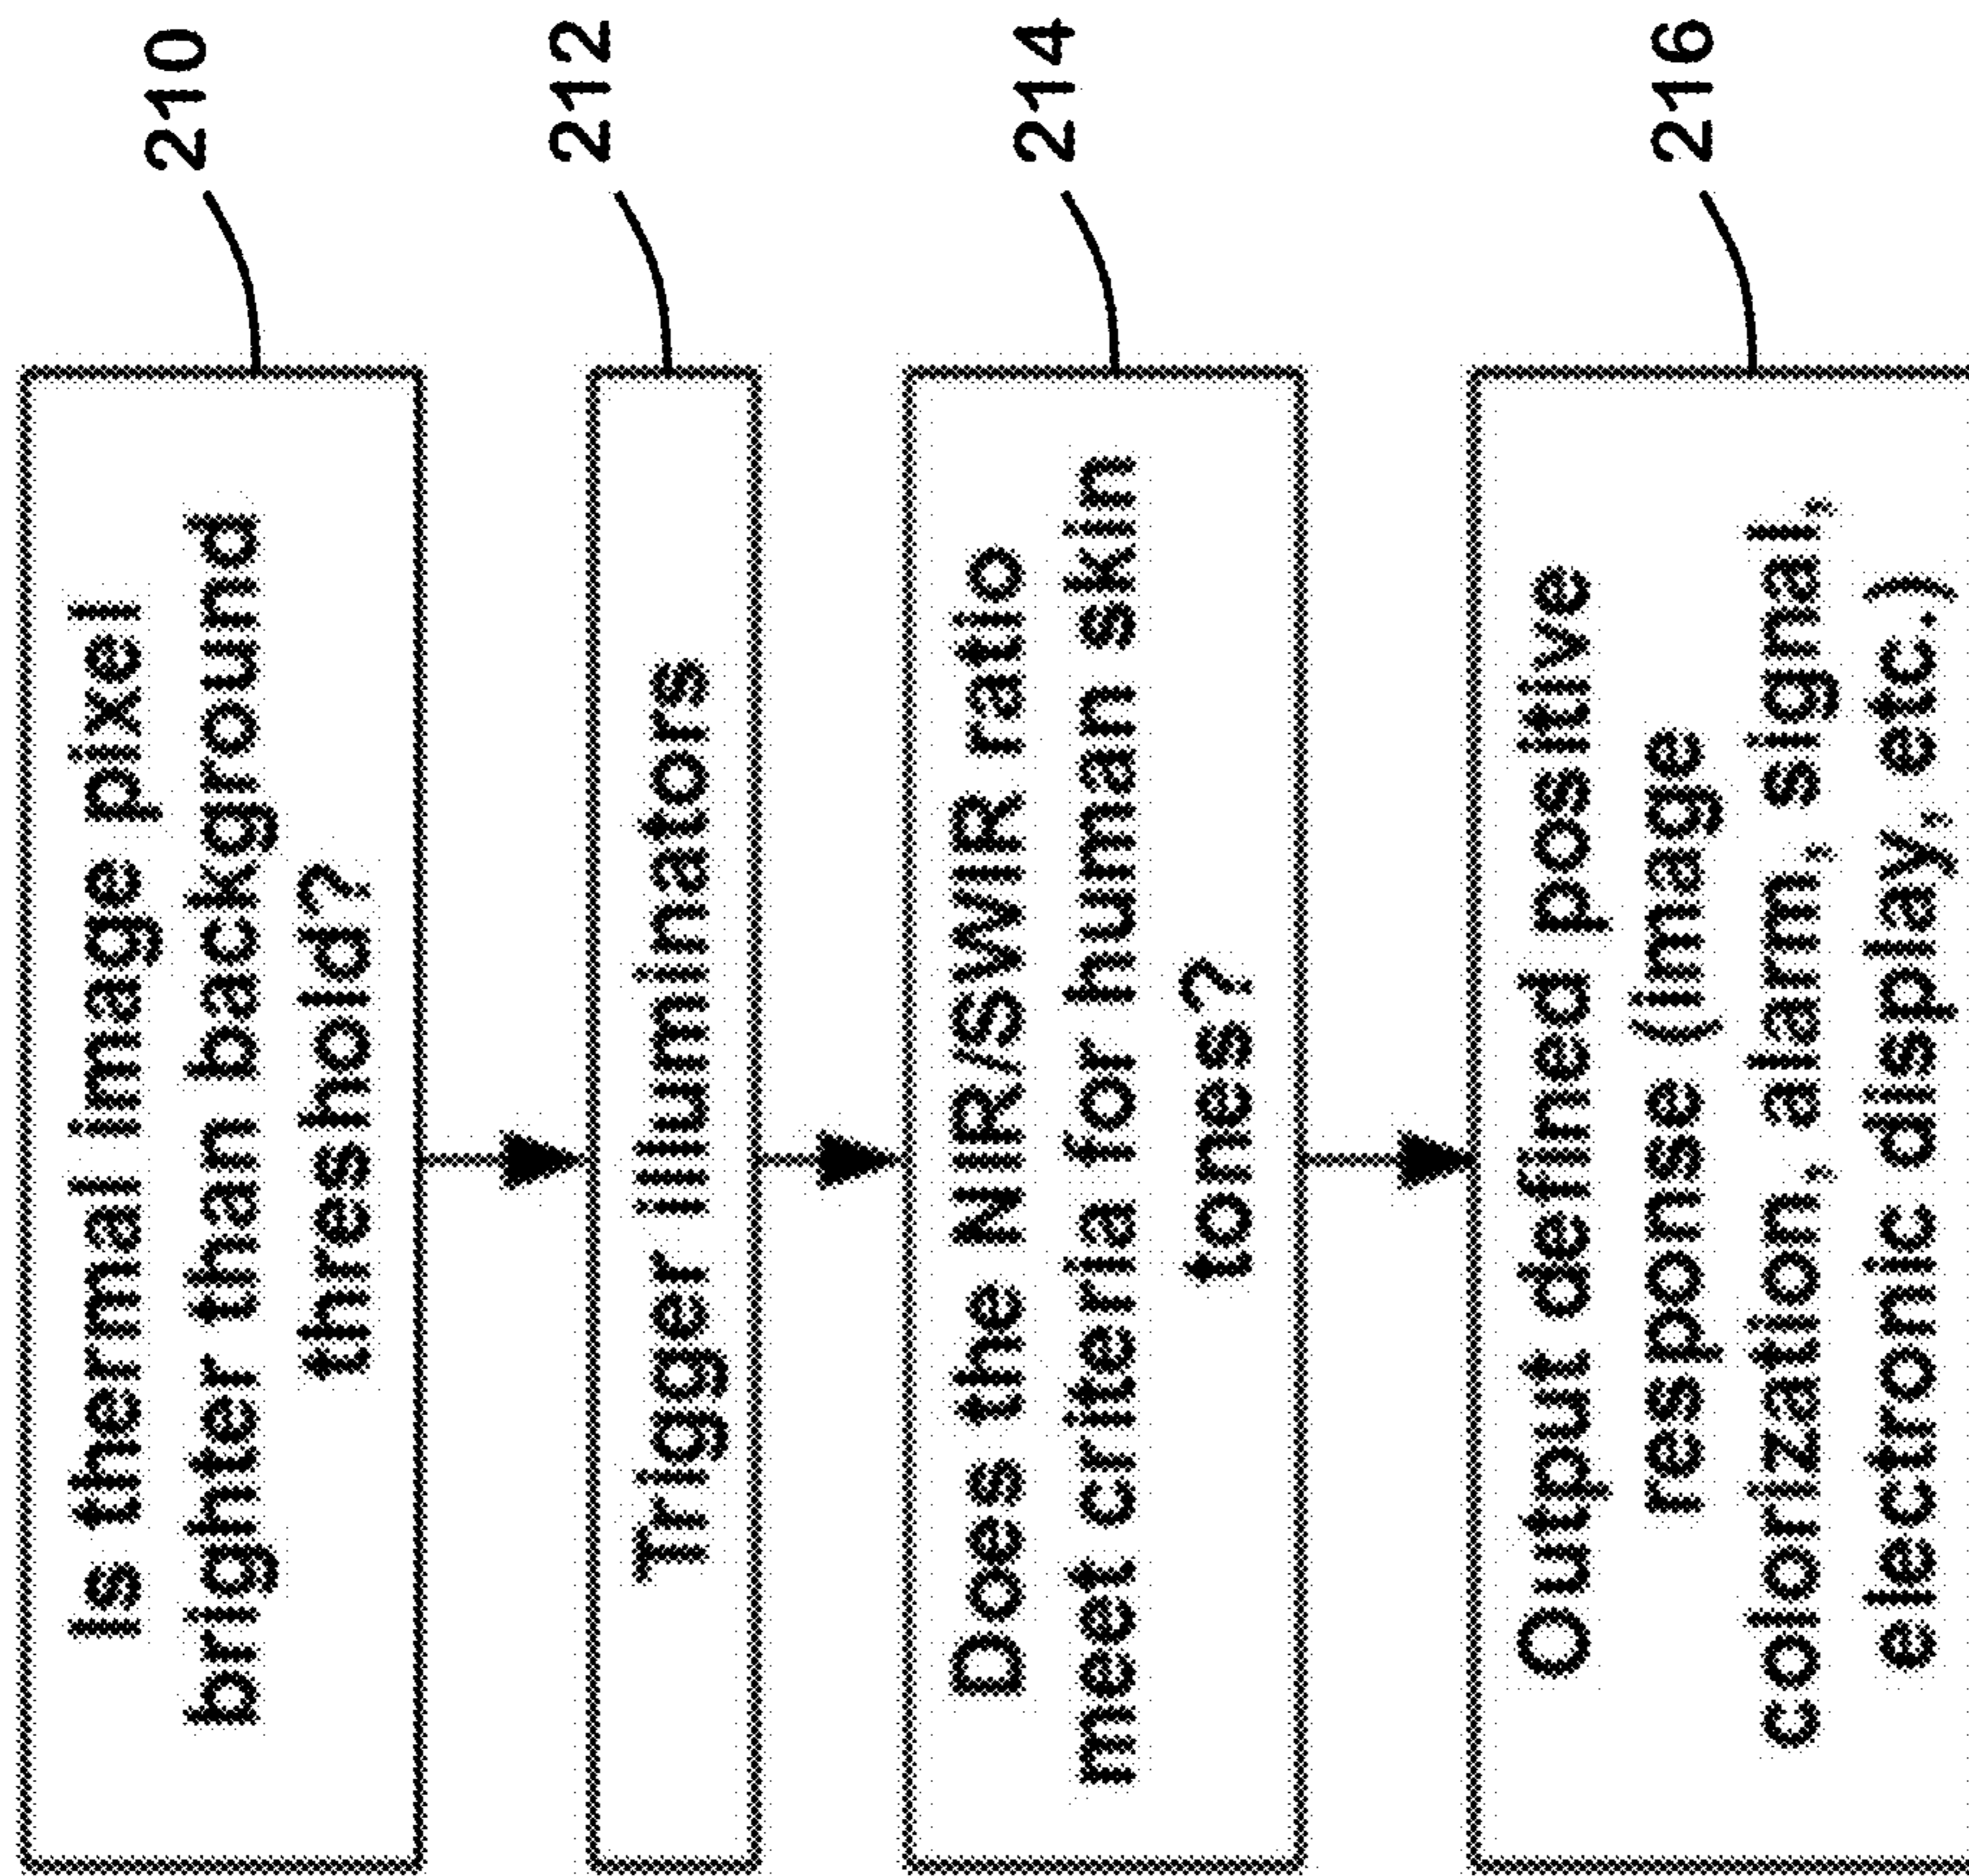 Is thermal image pixel
brighter than background
threshold?
210
Trigger illuminators
212
Does the NIR/SWIR ratio
meet criteria for human skin
tones?
214
Output defined positive
response (image
colorization, alarm, signal,
electronic display, etc.)
216